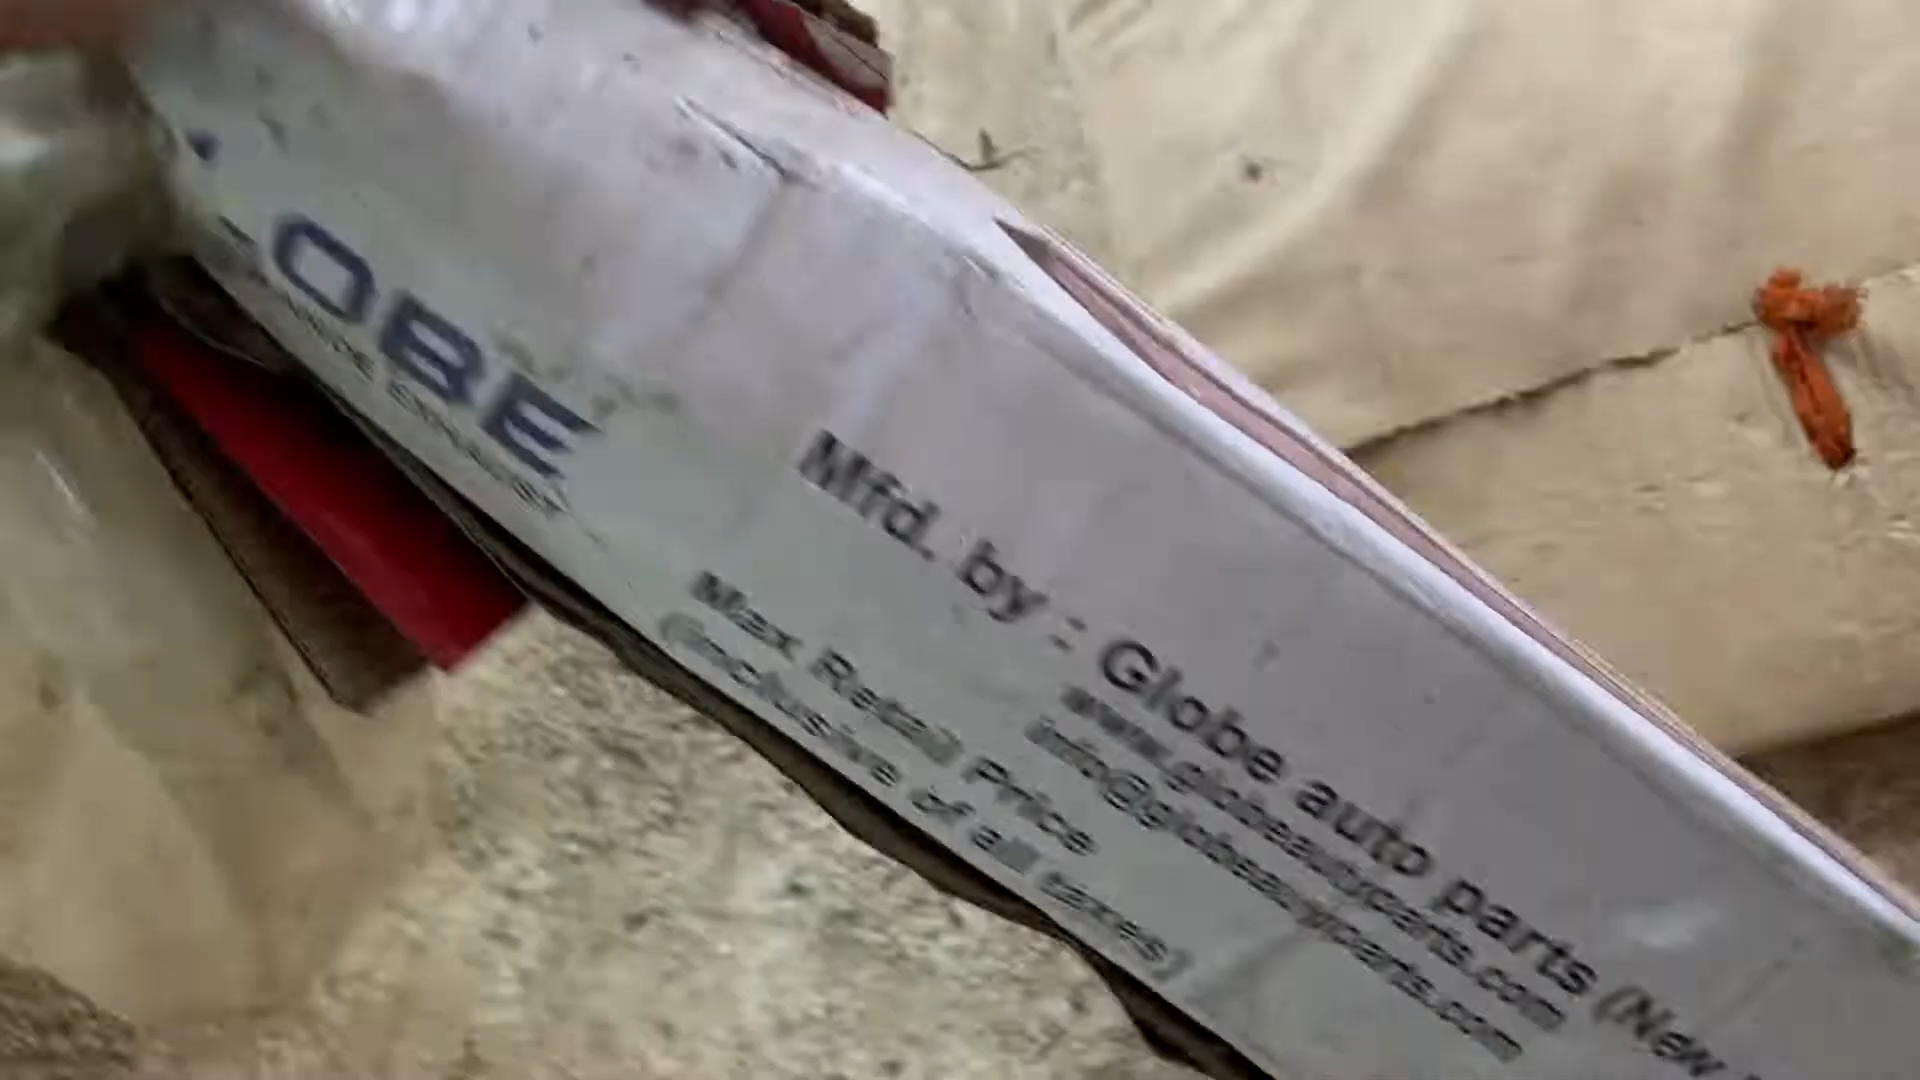 OBE
Mfd. by : Globe auto parts (New
www.globeautoparts.com
info@globeautoparts.com
Max Retail Price
(inclusive of all taxes)